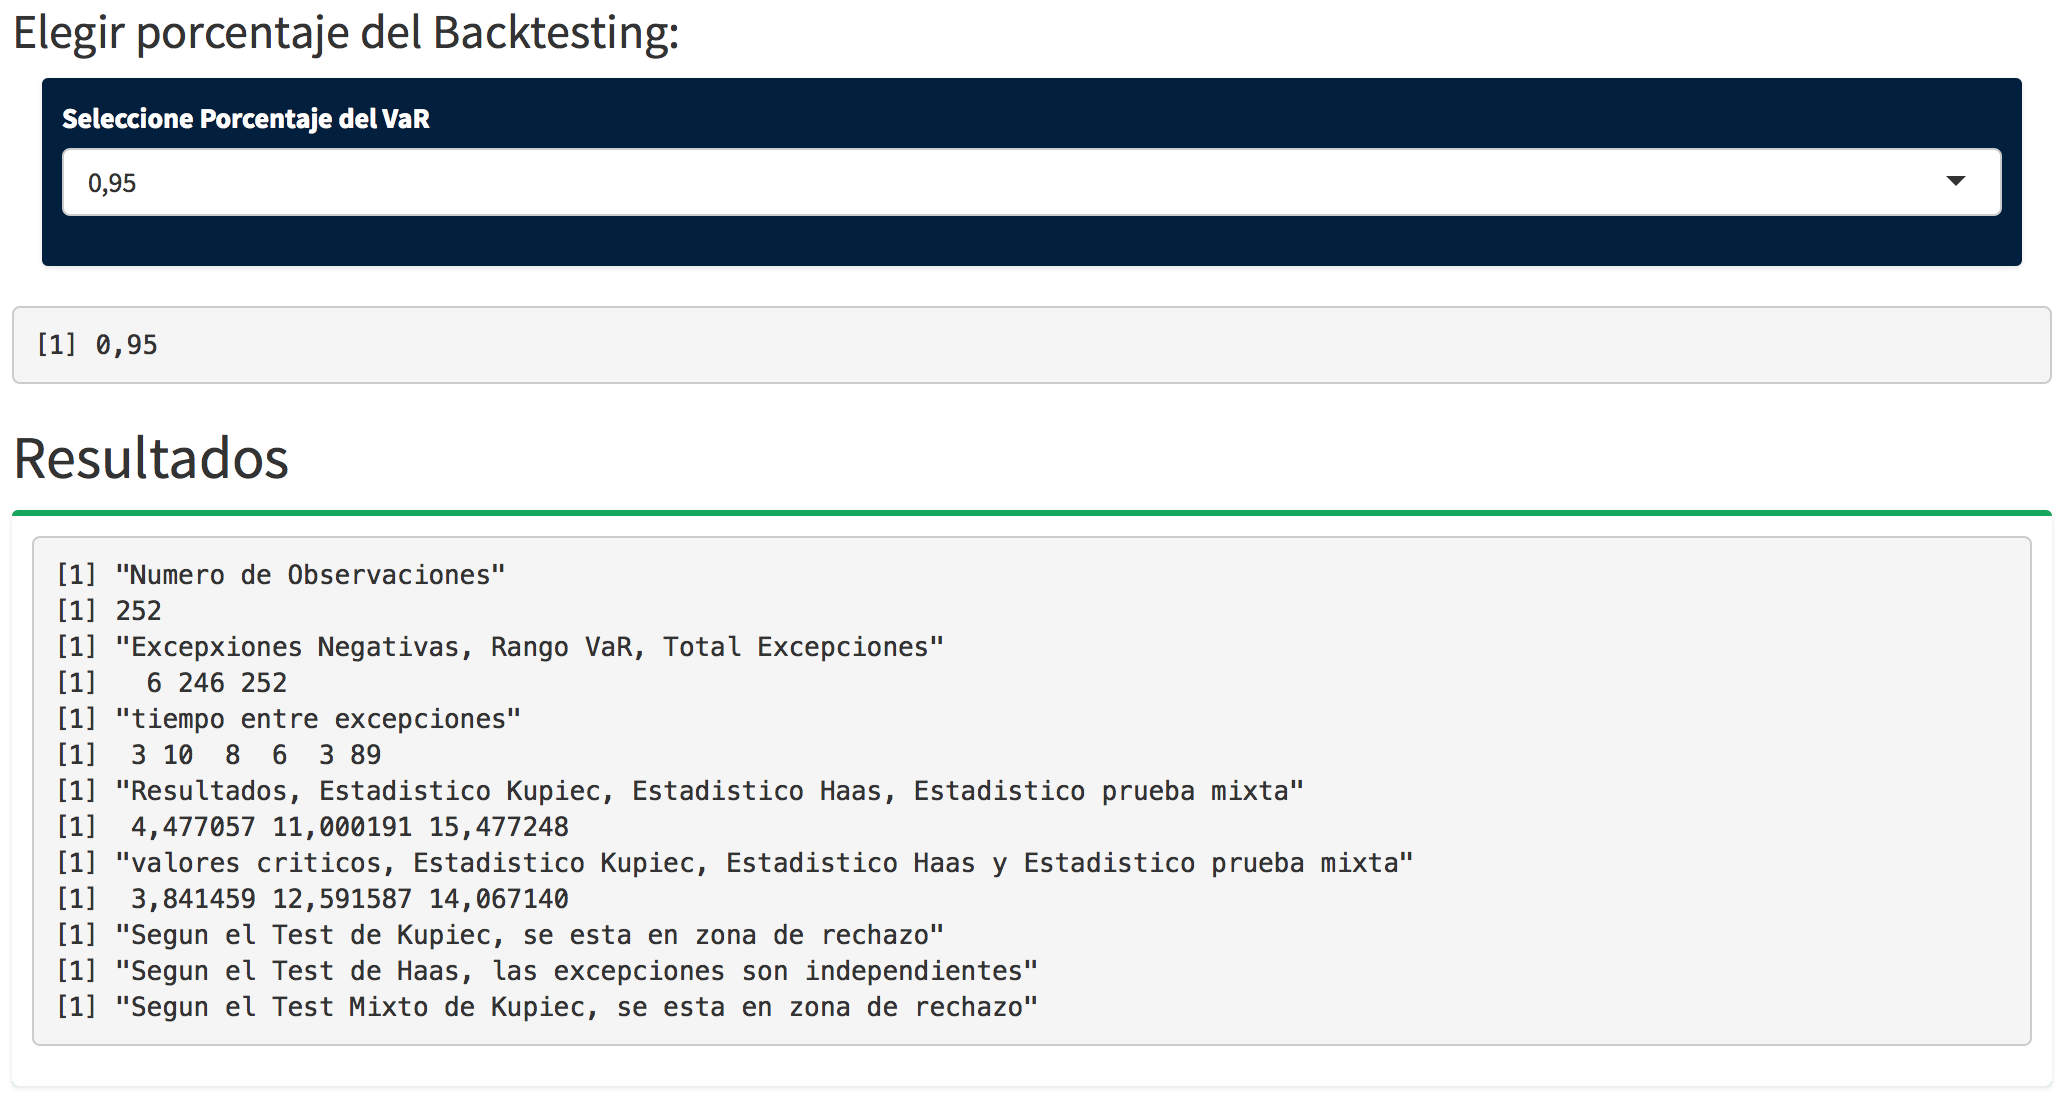 Elegir porcentaje del Backtesting:
Seleccione Porcentaje del VaR
0,95
[1] 0,95
Resultados
[1] "Numero de Observaciones"
[1] 252
[1] "Excepxiones Negativas, Rango VaR, Total Excepciones"
[1]   6 246 252
[1] "tiempo entre excepciones"
[1]  3 10  8  6  3 89
[1] "Resultados, Estadistico Kupiec, Estadistico Haas, Estadistico prueba mixta"
[1]  4,477057 11,000191 15,477248
[1] "valores criticos, Estadistico Kupiec, Estadistico Haas y Estadistico prueba mixta"
[1]  3,841459 12,591587 14,067140
[1] "Segun el Test de Kupiec, se esta en zona de rechazo"
[1] "Segun el Test de Haas, las excepciones son independientes"
[1] "Segun el Test Mixto de Kupiec, se esta en zona de rechazo"